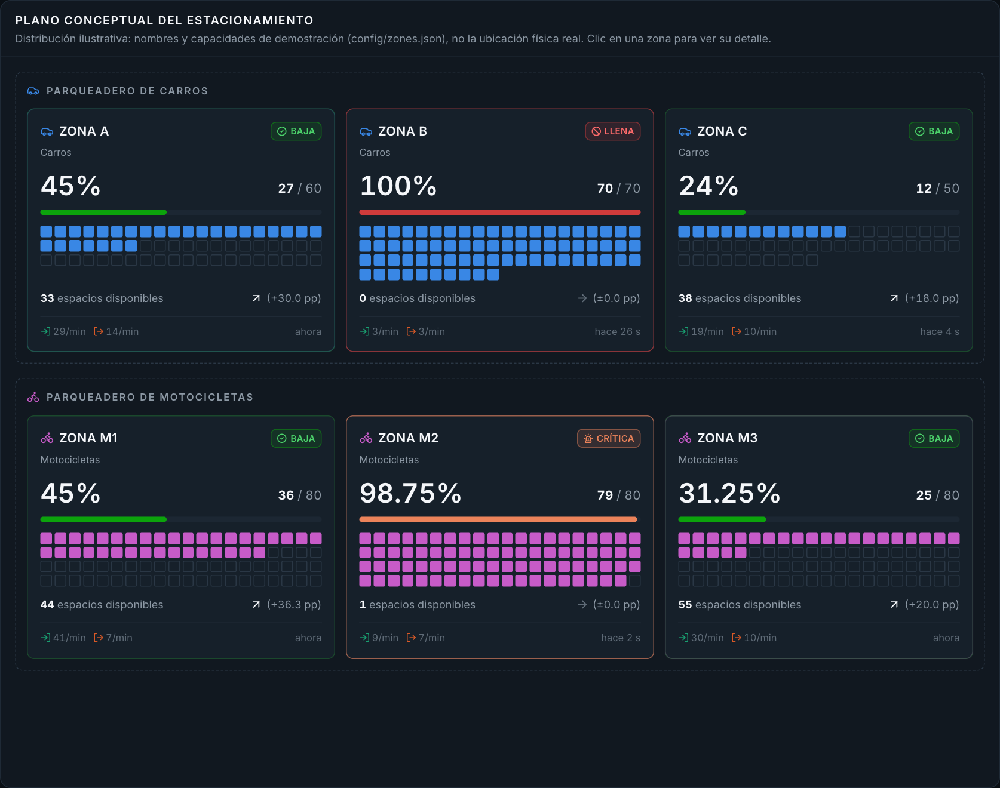 PLANO CONCEPTUAL DEL ESTACIONAMIENTO
Distribución ilustrativa: nombres y capacidades de demostración (config/zones.json), no la ubicación física real. Clic en una zona para ver su detalle.
PARQUEADERO DE CARROS
ZONA A BAJA
Carros
45% 27 / 60
33 espacios disponibles (+30.0 pp)
29/min 14/min ahora
ZONA B LLENA
Carros
100% 70 / 70
0 espacios disponibles (±0.0 pp)
3/min 3/min hace 26 s
ZONA C BAJA
Carros
24% 12 / 50
38 espacios disponibles (+18.0 pp)
19/min 10/min hace 4 s
PARQUEADERO DE MOTOCICLETAS
ZONA M1 BAJA
Motocicletas
45% 36 / 80
44 espacios disponibles (+36.3 pp)
41/min 7/min ahora
ZONA M2 CRÍTICA
Motocicletas
98.75% 79 / 80
1 espacios disponibles (±0.0 pp)
9/min 7/min hace 2 s
ZONA M3 BAJA
Motocicletas
31.25% 25 / 80
55 espacios disponibles (+20.0 pp)
30/min 10/min ahora